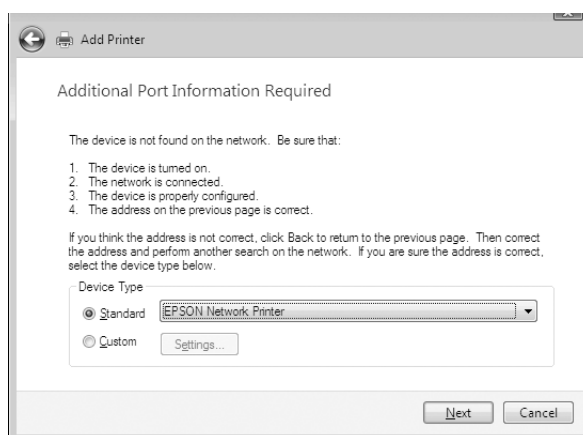 Add Printer
Additional Port Information Required
The device is not found on the network. Be sure that:
1. The device is turned on.
2. The network is connected.
3. The device is properly configured.
4. The address on the previous page is correct.
If you think the address is not correct, click Back to return to the previous page. Then correct
the address and perform another search on the network. If you are sure the address is correct,
select the device type below.
Device Type
Standard EPSON Network Printer
Custom Settings...
Next Cancel